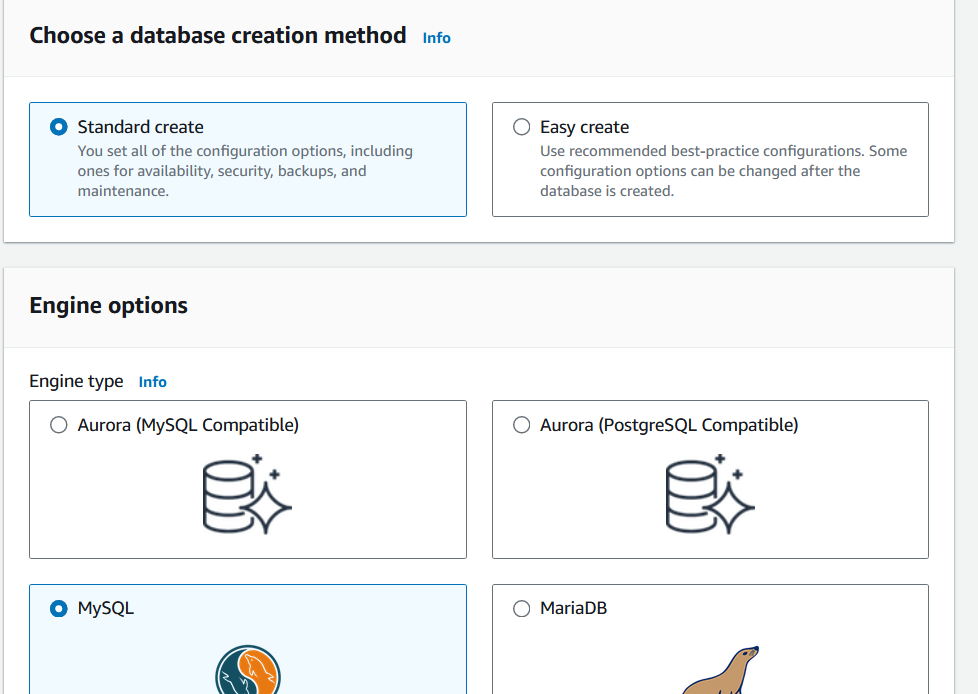 Choose a database creation method Info
Standard create
You set all of the configuration options, including
ones for availability, security, backups, and
maintenance.
Easy create
Use recommended best-practice configurations. Some
configuration options can be changed after the
database is created.
Engine options
Engine type Info
Aurora (MySQL Compatible)
Aurora (PostgreSQL Compatible)
MySQL
MariaDB